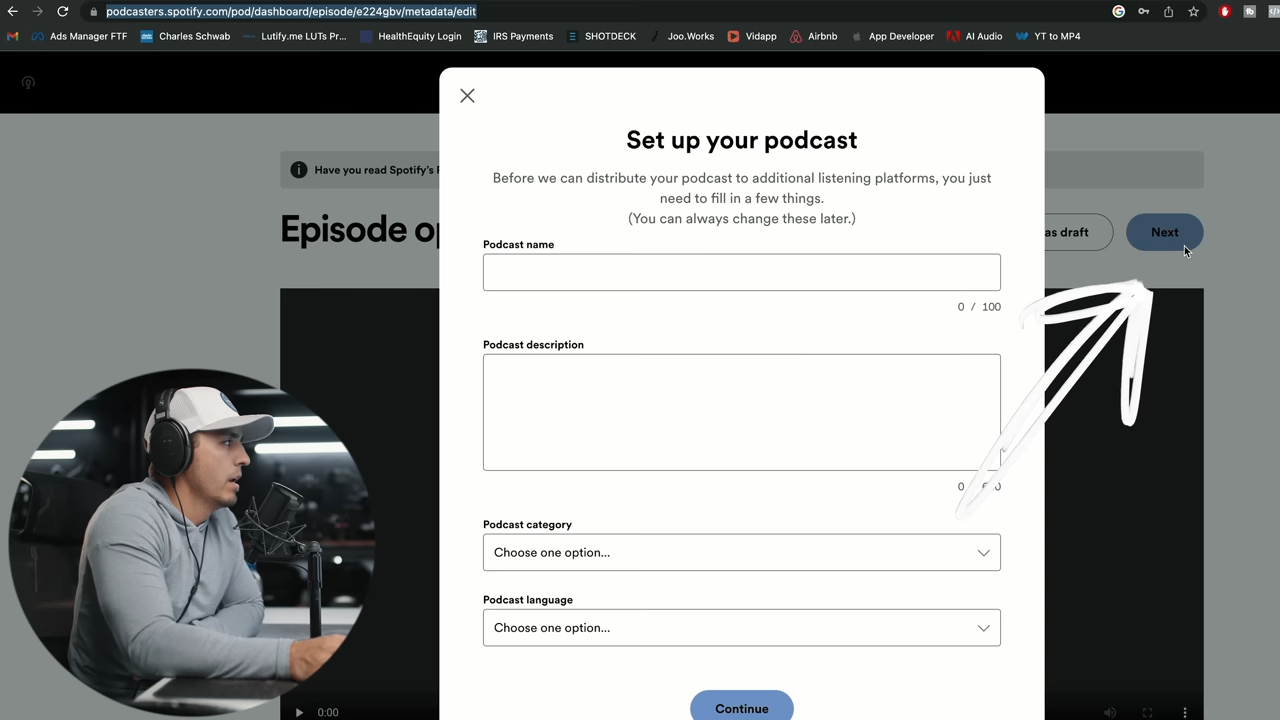 podcasters.spotify.com/pod/dashboard/episode/e224gbv/metadata/edit
Ads Manager FTF
Charles Schwab
Lutify.me LUTs Pr...
HealthEquity Login
IRS Payments
SHOTDECK
Joo.Works
Vidapp
Airbnb
App Developer
AI Audio
YT to MP4
Set up your podcast
Have you read Spotify's
Before we can distribute your podcast to additional listening platforms, you just
need to fill in a few things.
(You can always change these later.)
Episode
as draft
Next
Podcast name
0 / 100
Podcast description
0
Podcast category
Choose one option...
Podcast language
Choose one option...
Continue
0:00